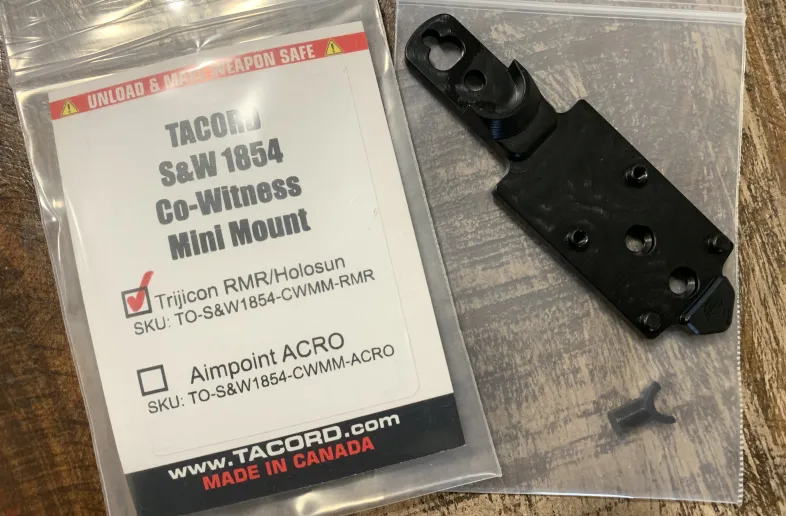 UNLOAD & MAKE WEAPON SAFE
TACORD
S&W 1854
Co-Witness
Mini Mount
Trijicon RMR/Holosun
SKU: TO-S&W1854-CWMM-RMR
Aimpoint ACRO
SKU: TO-S&W1854-CWMM-ACRO
www.TACORD.com
MADE IN CANADA